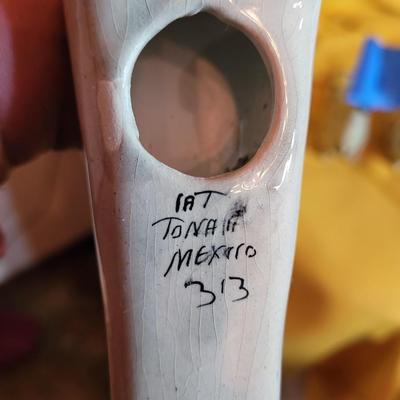 IAT
TONALA
MEXICO
313